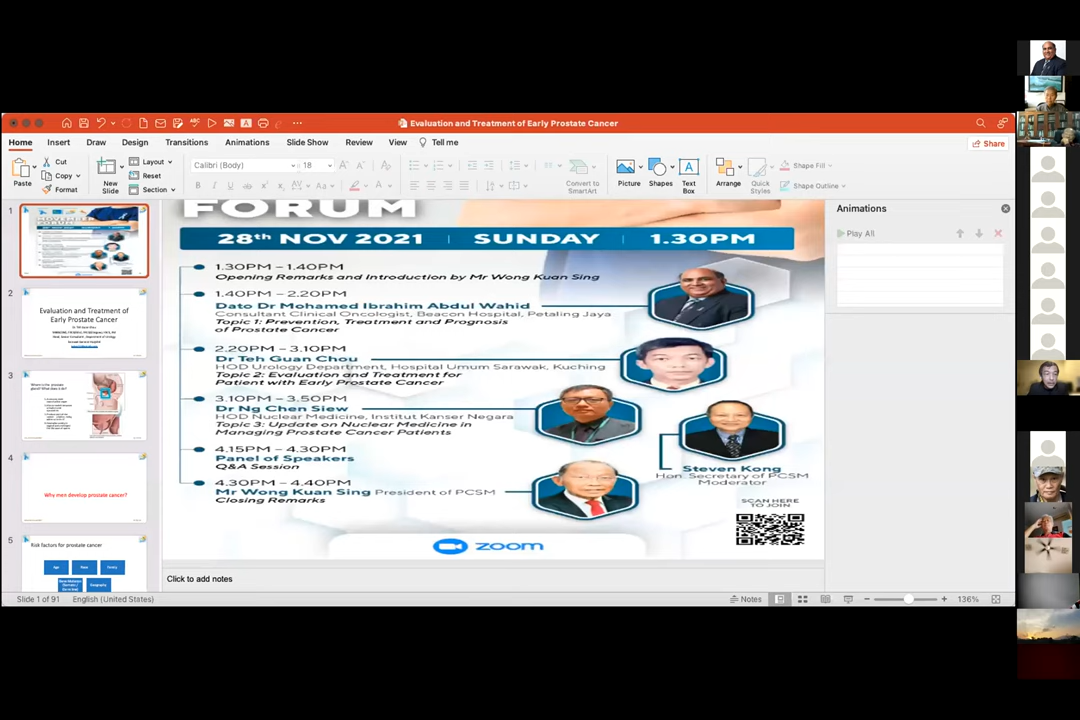 Evaluation and Treatment of Early Prostate Cancer
Home Insert Draw Design Transitions Animations Slide Show Review View Tell me
Share
Paste
Cut
Copy
Format
New Slide
Layout
Reset
Section
Calibri (Body) 18
Convert to SmartArt
Picture
Shapes
Text Box
Arrange
Quick Styles
Shape Fill
Shape Outline
1
2
Evaluation and Treatment of
Early Prostate Cancer
3
4
Why men develop prostate cancer?
5
Risk factors for prostate cancer
Age
Race
Geography
FORUM
28th NOV 2021 | SUNDAY | 1.30PM
1.30PM – 1.40PM
Opening Remarks and Introduction by Mr Wong Kuan Sing
1.40PM – 2.20PM
Dato Dr Mohamed Ibrahim Abdul Wahid
Consultant Clinical Oncologist, Beacon Hospital, Petaling Jaya
Topic 1: Prevention, Treatment and Prognosis
of Prostate Cancer
2.20PM – 3.10PM
Dr Teh Guan Chou
HOD Urology Department, Hospital Umum Sarawak, Kuching
Topic 2: Evaluation and Treatment for
Patient with Early Prostate Cancer
3.10PM – 3.50PM
Dr Ng Chen Siew
HOD Nuclear Medicine, Institut Kanser Negara
Topic 3: Update on Nuclear Medicine in
Managing Prostate Cancer Patients
4.15PM – 4.30PM
Panel of Speakers
Q&A Session
4.30PM – 4.40PM
Mr Wong Kuan Sing President of PCSM
Closing Remarks
Steven Kong
Hon. Secretary of PCSM
Moderator
SCAN HERE
TO JOIN
zoom
Animations
Play All
Click to add notes
Slide 1 of 91 English (United States)
Notes
136%